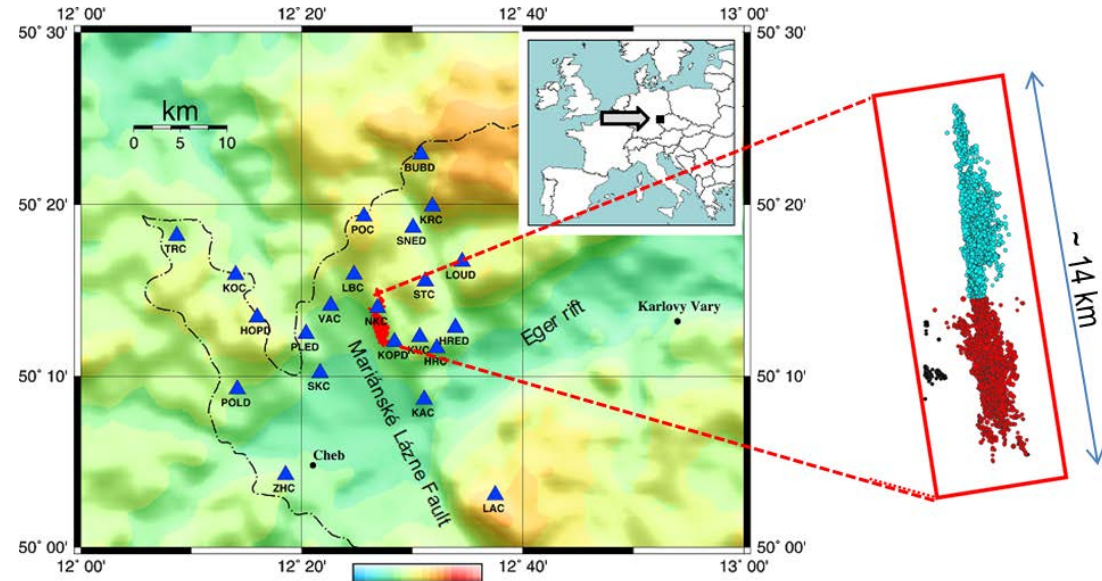 12° 00' 12° 20' 12° 40' 13° 00'
50° 30' 50° 30'
km
0 5 10
BUBD
50° 20' 50° 20'
KRC
POC
SNED
TRC
LOUD
KOC
LBC
STC
Karlovy Vary
NKC
VAC
HOPD
Eger rift
HRED
PLED
KOPD
KVC
HRC
Mariánské Lázne Fault
50° 10' 50° 10'
SKC
POLD
KAC
Cheb
ZHC
LAC
50° 00' 50° 00'
12° 00' 12° 20' 12° 40' 13° 00'
~ 14 km